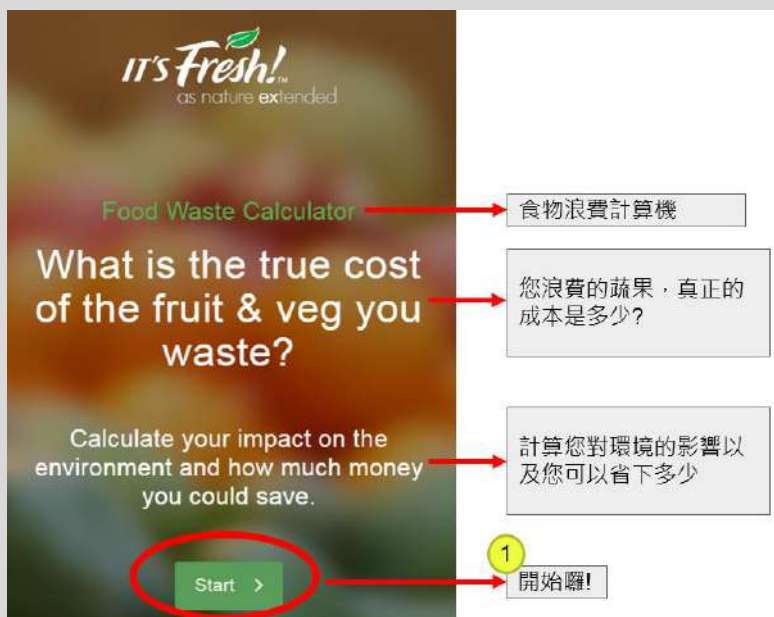 IT'S Fresh!™
as nature extended
Food Waste Calculator
食物浪費計算機
What is the true cost
of the fruit & veg you
waste?
您浪費的蔬果，真正的
成本是多少?
Calculate your impact on the
environment and how much money
you could save.
計算您對環境的影響以
及您可以省下多少
Start >
1
開始囉!